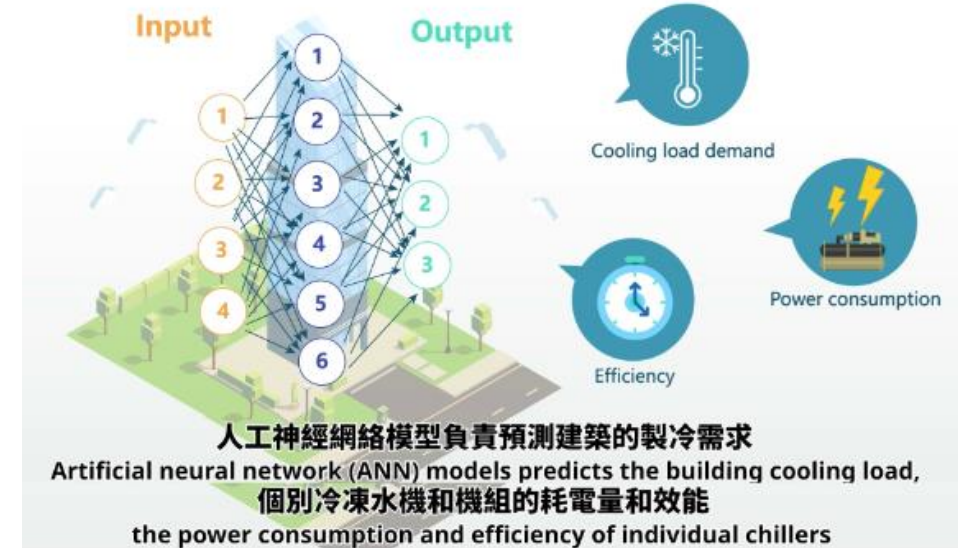 Input
Output
1
2
3
4
1
2
3
4
5
6
1
2
3
Cooling load demand
Power consumption
Efficiency
人工神經網絡模型負責預測建築的製冷需求
Artificial neural network (ANN) models predicts the building cooling load,
個別冷凍水機和機組的耗電量和效能
the power consumption and efficiency of individual chillers